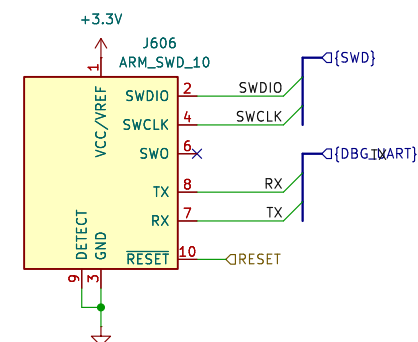 +3.3V
J606
ARM_SWD_10
1
VCC/VREF
SWDIO 2 SWDIO {SWD}
SWCLK 4 SWCLK
SWO 6
TX 8 RX {DBG_UART}
TX
RX 7 TX
RESET 10 RESET
DETECT
GND
9
3